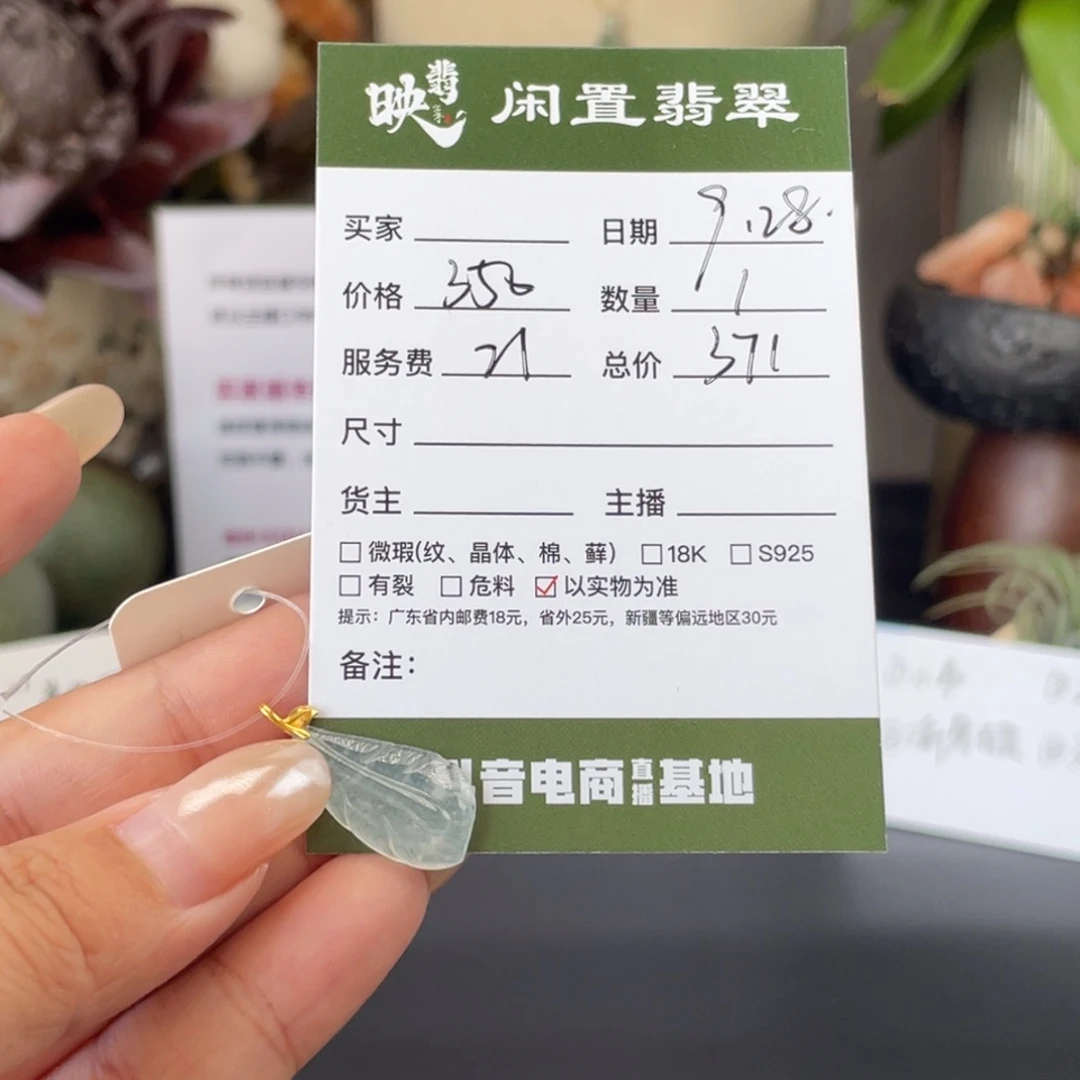 映翡 闲置翡翠
买家 日期 9.28.
价格 350 数量 1
服务费 21 总价 371
尺寸
货主 主播
微瑕(纹、晶体、棉、藓） 18K S925
有裂 危料 以实物为准
提示：广东省内邮费18元，省外25元，新疆等偏远地区30元
备注：
音电商直播基地